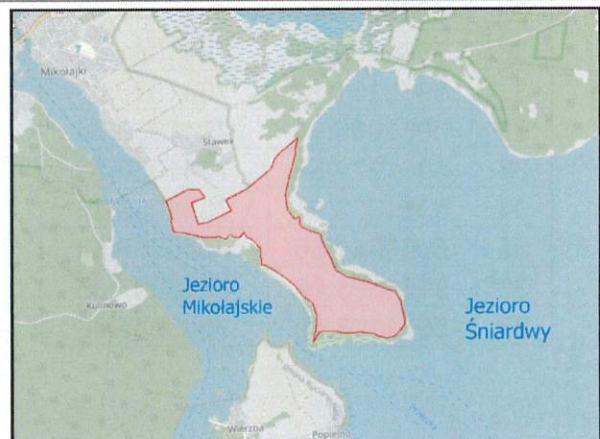 Mikołajki
Stawek
Jezioro
Mikołajskie
Kulinowo
Jezioro
Śniardwy
Wierzba
Popielno